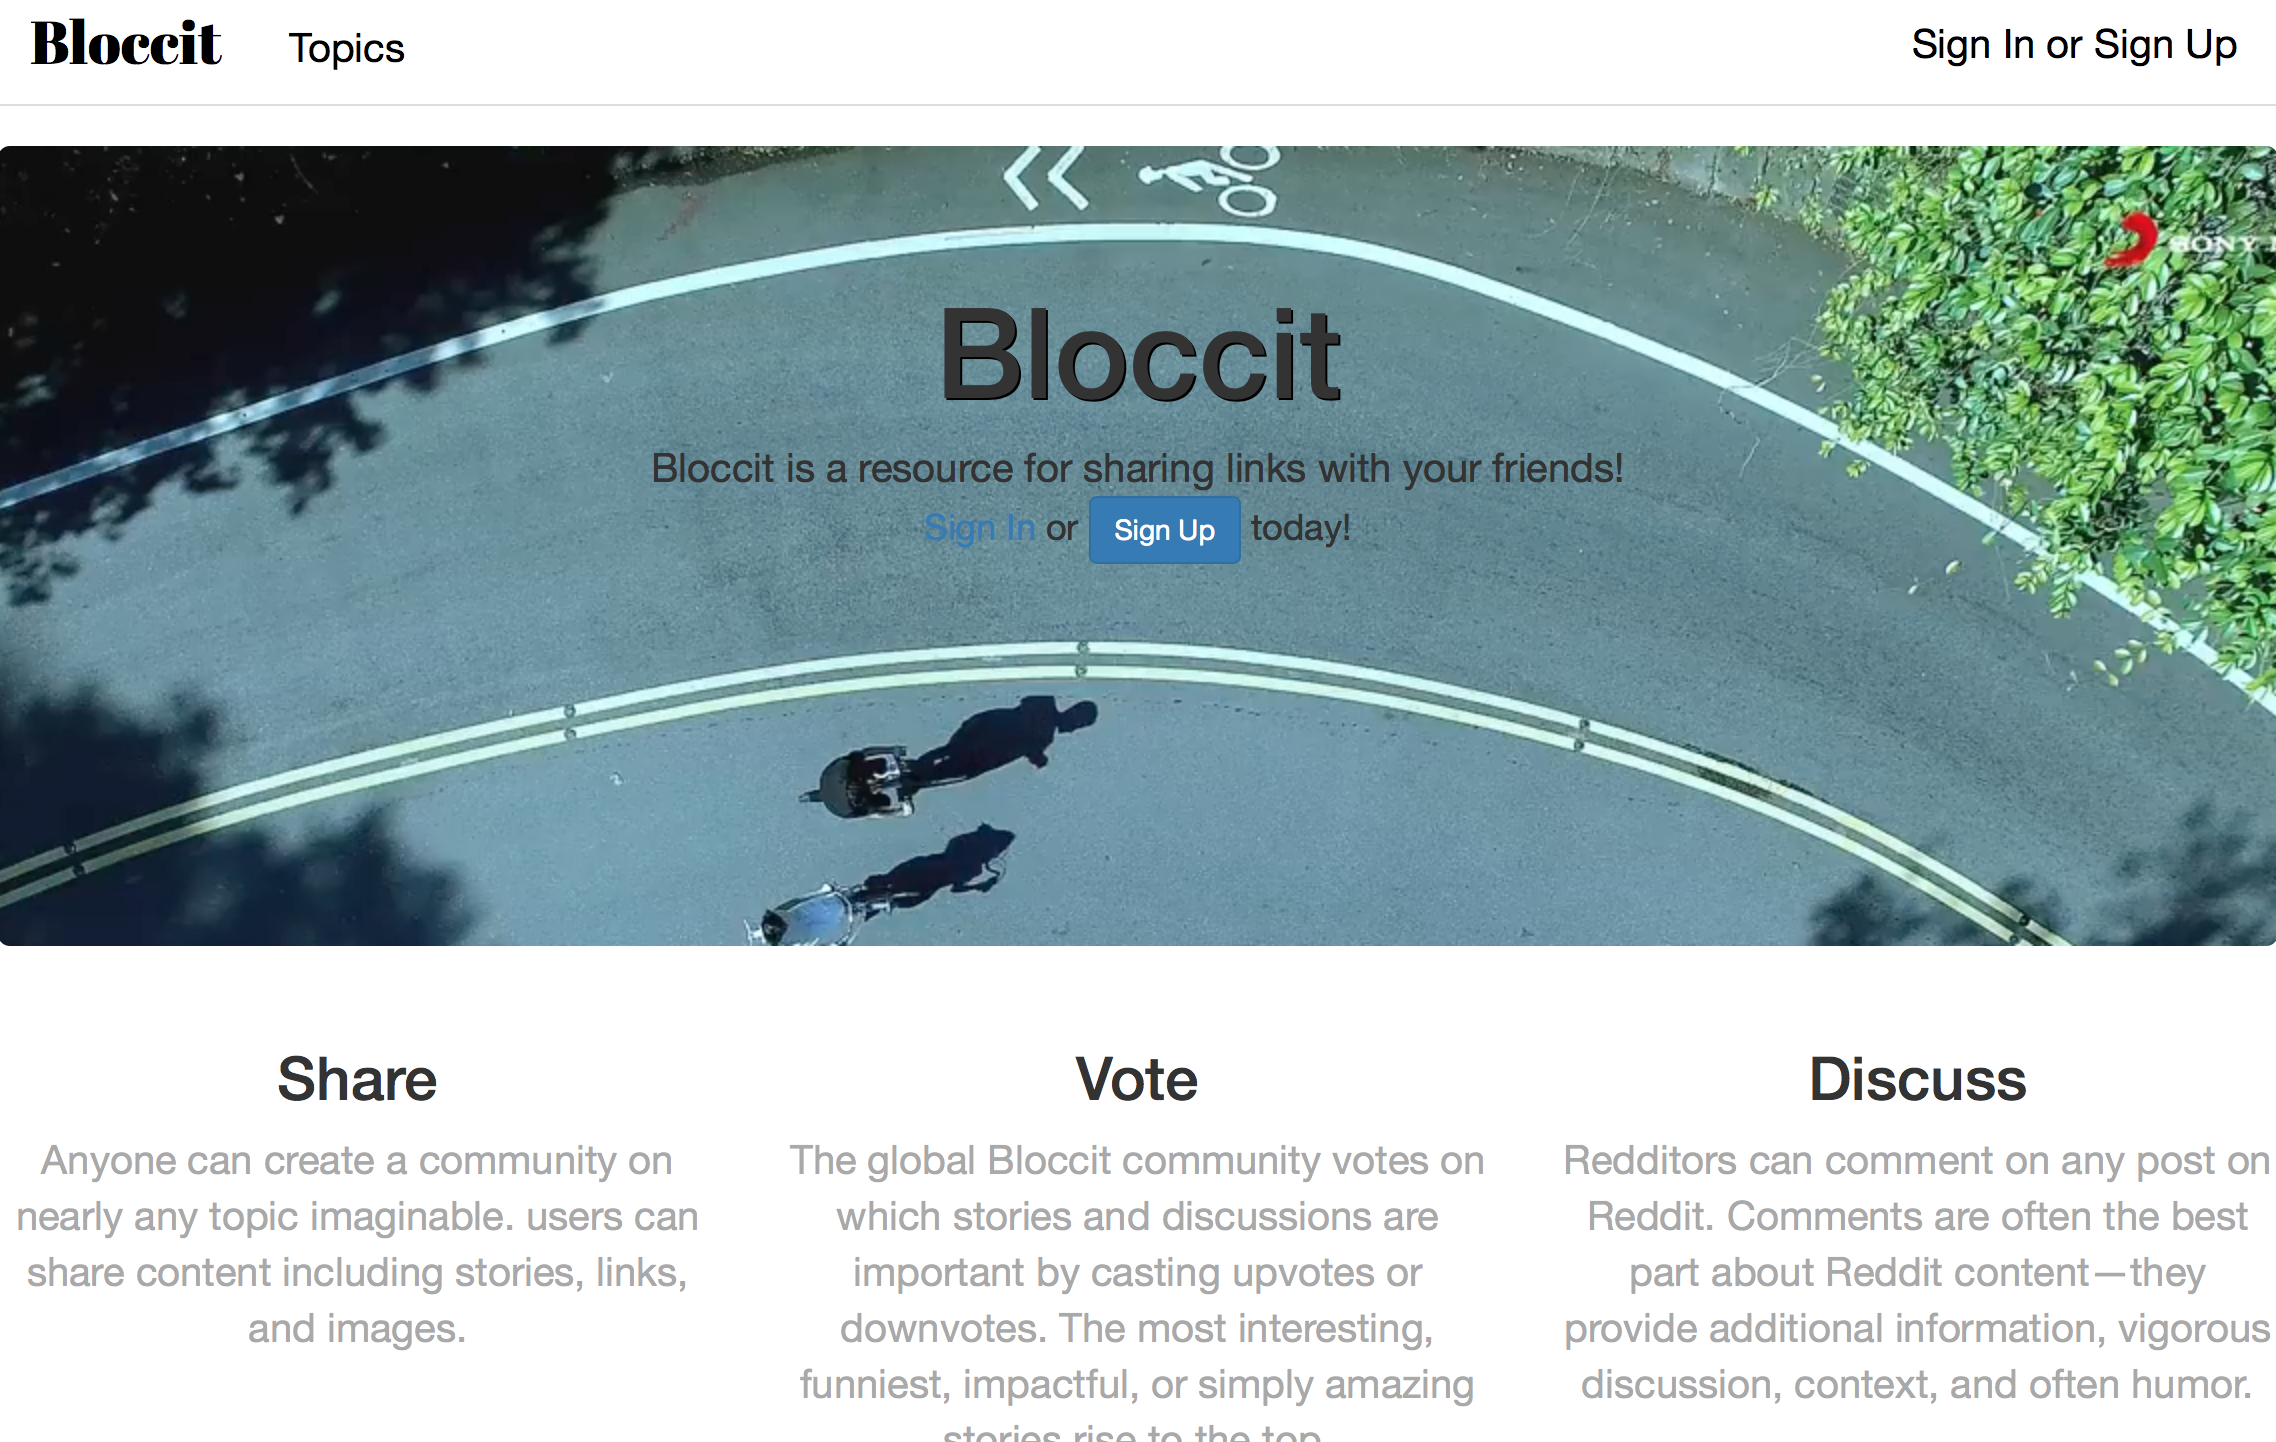 Bloccit Topics Sign In or Sign Up
SONY
Bloccit
Bloccit is a resource for sharing links with your friends!
Sign In or Sign Up today!
Share
Anyone can create a community on
nearly any topic imaginable. users can
share content including stories, links,
and images.
Vote
The global Bloccit community votes on
which stories and discussions are
important by casting upvotes or
downvotes. The most interesting,
funniest, impactful, or simply amazing
stories rise to the top.
Discuss
Redditors can comment on any post on
Reddit. Comments are often the best
part about Reddit content—they
provide additional information, vigorous
discussion, context, and often humor.